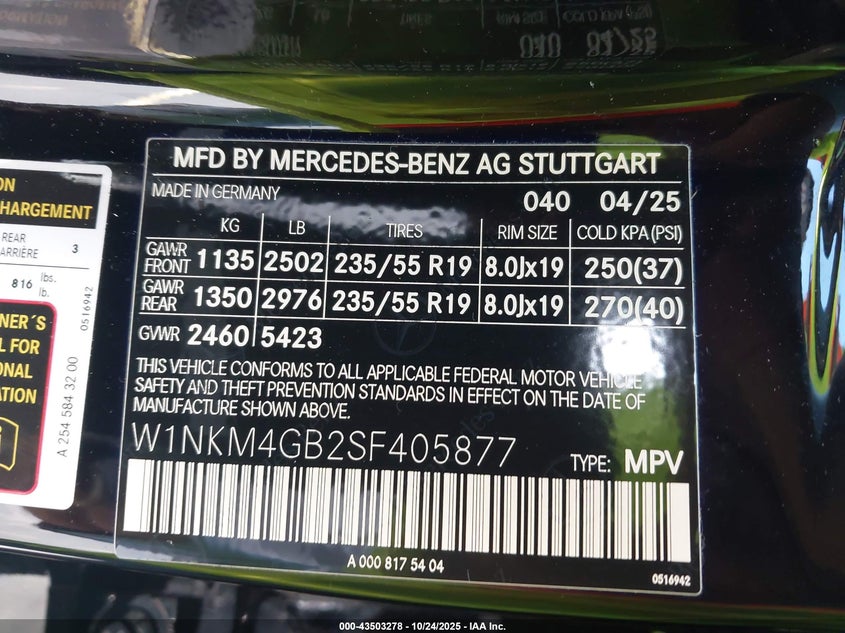 MFD BY MERCEDES-BENZ AG STUTTGART
MADE IN GERMANY 040 04/25
KG LB TIRES RIM SIZE COLD KPA(PSI)
GAWR FRONT 1135 2502 235/55 R19 8.0Jx19 250(37)
GAWR REAR 1350 2976 235/55 R19 8.0Jx19 270(40)
GVWR 2460 5423
THIS VEHICLE CONFORMS TO ALL APPLICABLE FEDERAL MOTOR VEHICLE
SAFETY AND THEFT PREVENTION STANDARDS IN EFFECT ON THE DATE OF
MANUFACTURE SHOWN ABOVE.
W1NKM4GB2SF405877
TYPE: MPV
A 000 817 54 04
0516942
ON
HARGEMENT
REAR 3
ARRIÈRE
816 lbs.
lb.
0516942
NER´S
L FOR
ONAL
ATION
A 254 584 32 00
000-43503278 - 10/24/2025 - IAA Inc.